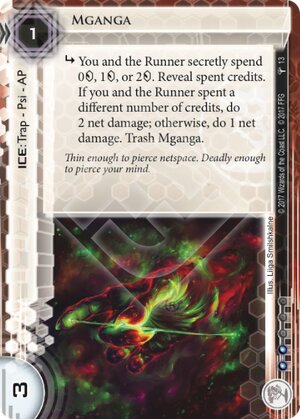 1
MGANGA
ICE: Trap - Psi - AP
↳ You and the Runner secretly spend
0, 1, or 2. Reveal spent credits.
If you and the Runner spent a
different number of credits, do
2 net damage; otherwise, do 1 net
damage. Trash Mganga.
Thin enough to pierce netspace. Deadly enough
to pierce your mind.
13
© 2017 Wizards of the Coast LLC. © 2017 FFG
Illus. Liiga Smilshkalne
3